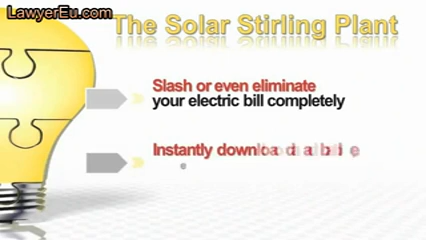 LawyerEu.com
The Solar Stirling Plant
Slash or even eliminate
your electric bill completely
Instantly